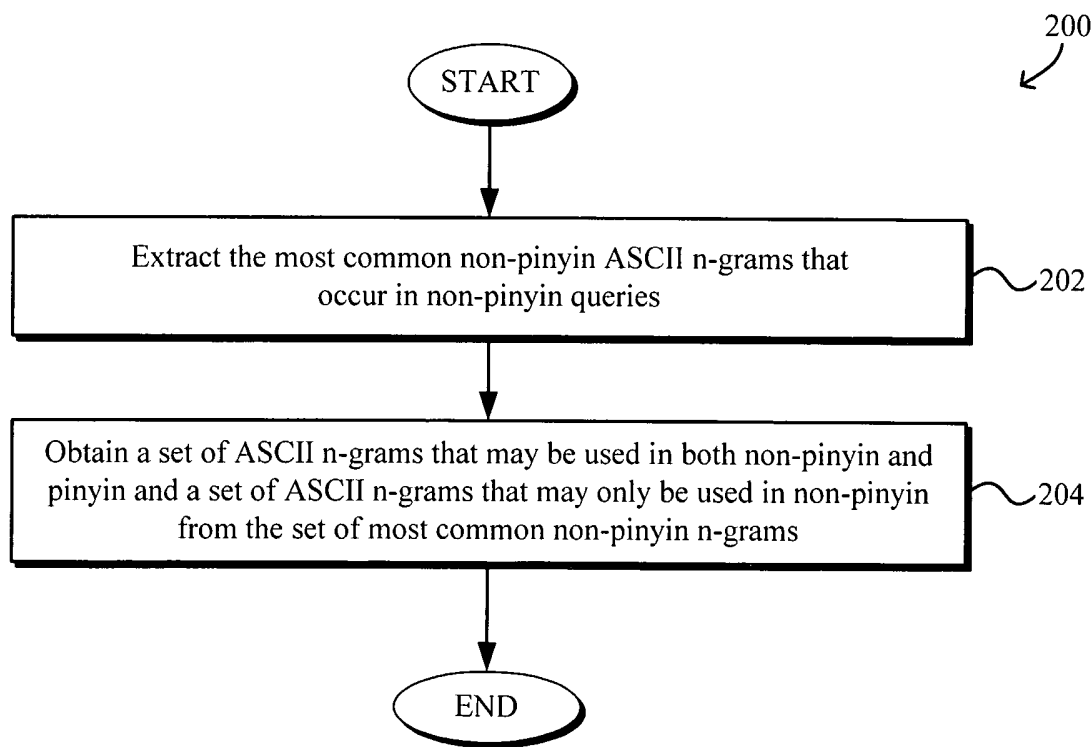 200
START
Extract the most common non-pinyin ASCII n-grams that
occur in non-pinyin queries
202
Obtain a set of ASCII n-grams that may be used in both non-pinyin and
pinyin and a set of ASCII n-grams that may only be used in non-pinyin
from the set of most common non-pinyin n-grams
204
END